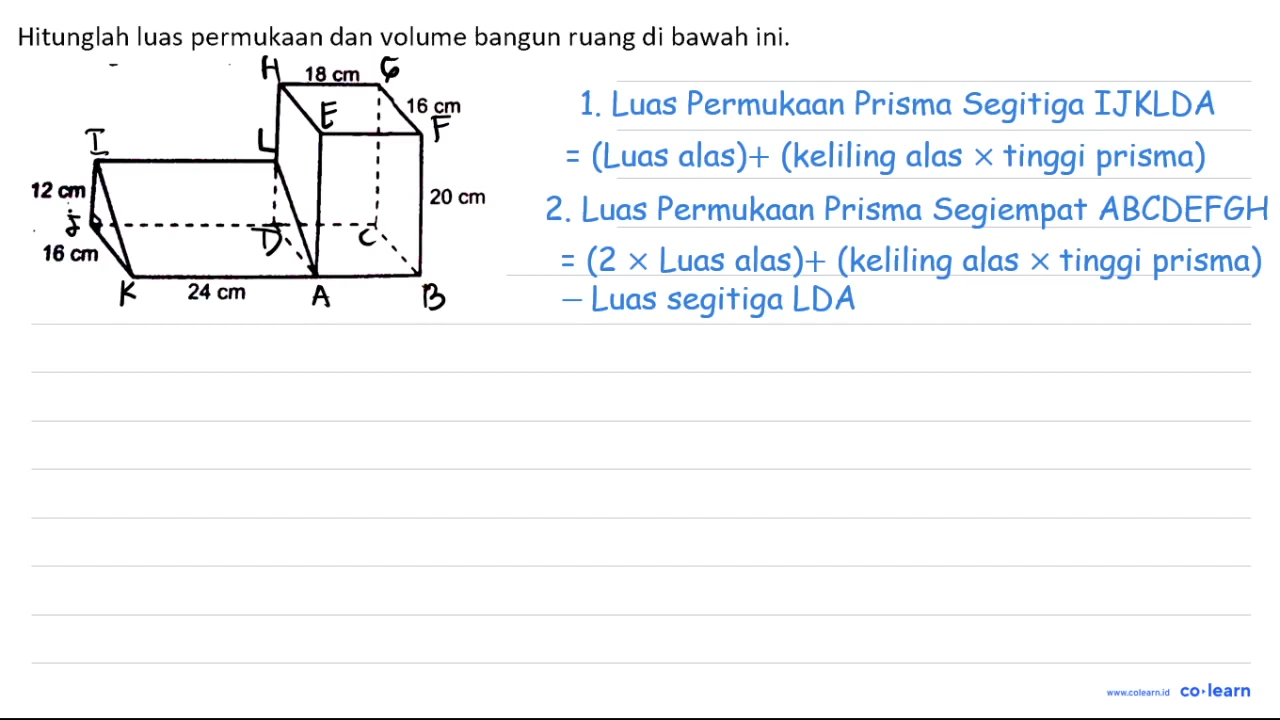 Hitunglah luas permukaan dan volume bangun ruang di bawah ini.
H 18 cm G
16 cm
E F
I L
12 cm
20 cm
J D C
16 cm
K 24 cm A B
1. Luas Permukaan Prisma Segitiga IJKLDA
= (Luas alas)+ (keliling alas × tinggi prisma)
2. Luas Permukaan Prisma Segiempat ABCDEFGH
= (2 × Luas alas)+ (keliling alas × tinggi prisma)
− Luas segitiga LDA
www.colearn.id co·learn